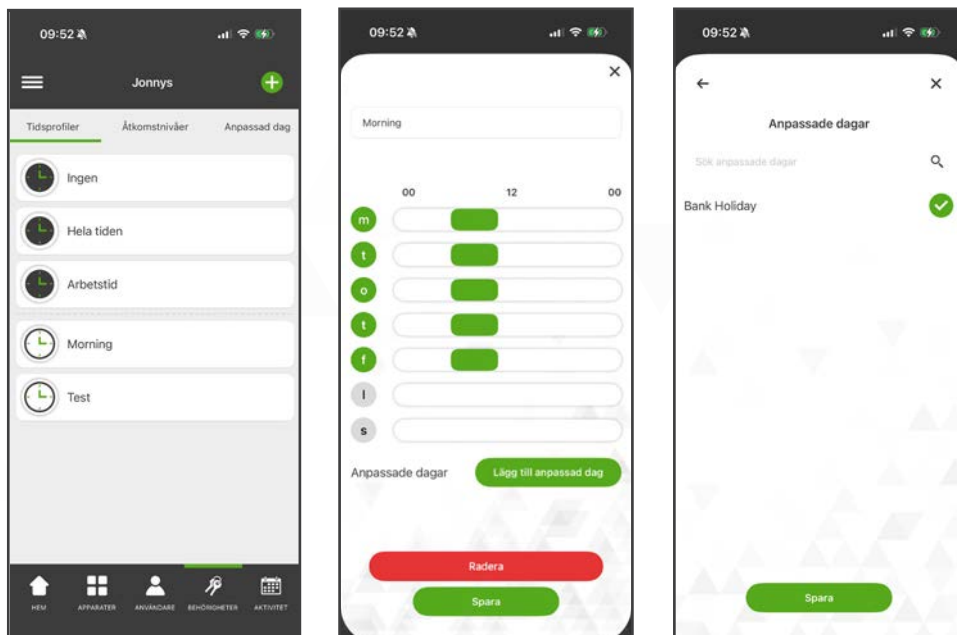 09:52
Jonnys
Tidsprofiler Åtkomstnivåer Anpassad dag
Ingen
Hela tiden
Arbetstid
Morning
Test
HEM APPARATER ANVÄNDARE BEHÖRIGHETER AKTIVITET
09:52
Morning
00 12 00
m
t
o
t
f
l
s
Anpassade dagar Lägg till anpassad dag
Radera
Spara
09:52
Anpassade dagar
Sök anpassade dagar
Bank Holiday
Spara